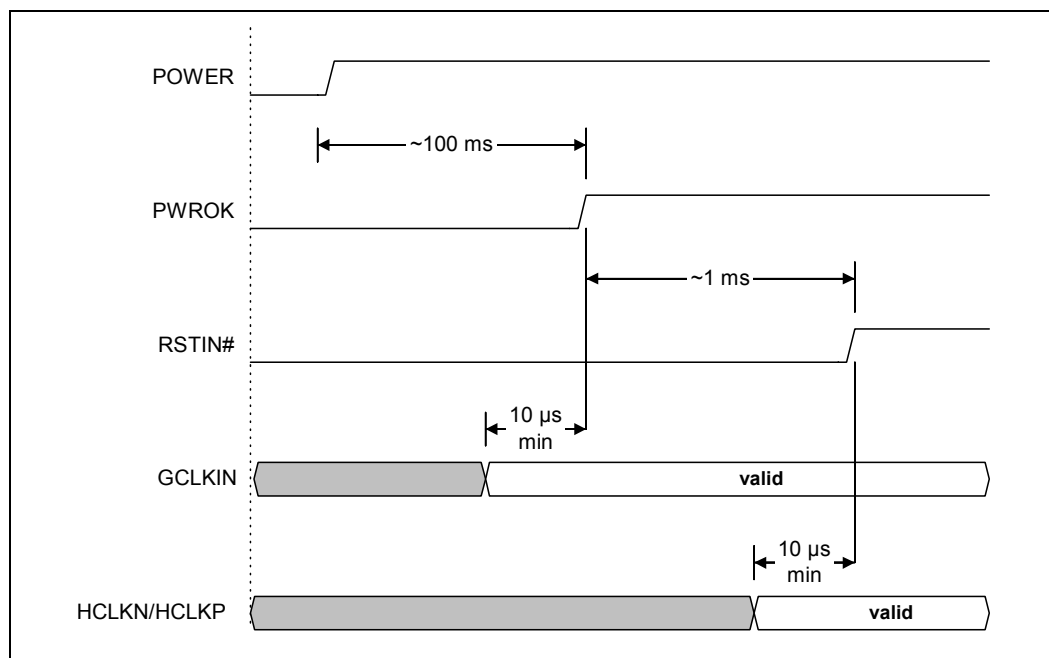 POWER
~100 ms
PWROK
~1 ms
RSTIN#
10 µs
min
GCLKIN
valid
10 µs
min
HCLKN/HCLKP
valid